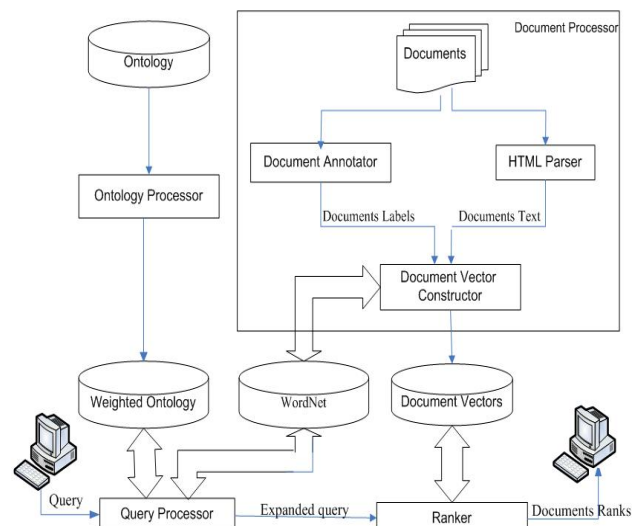 Document Processor
Ontology
Documents
Document Annotator
HTML Parser
Ontology Processor
Documents Labels
Documents Text
Document Vector
Constructor
Weighted Ontology
WordNet
Document Vectors
Query
Query Processor
Expanded query
Ranker
Documents Ranks